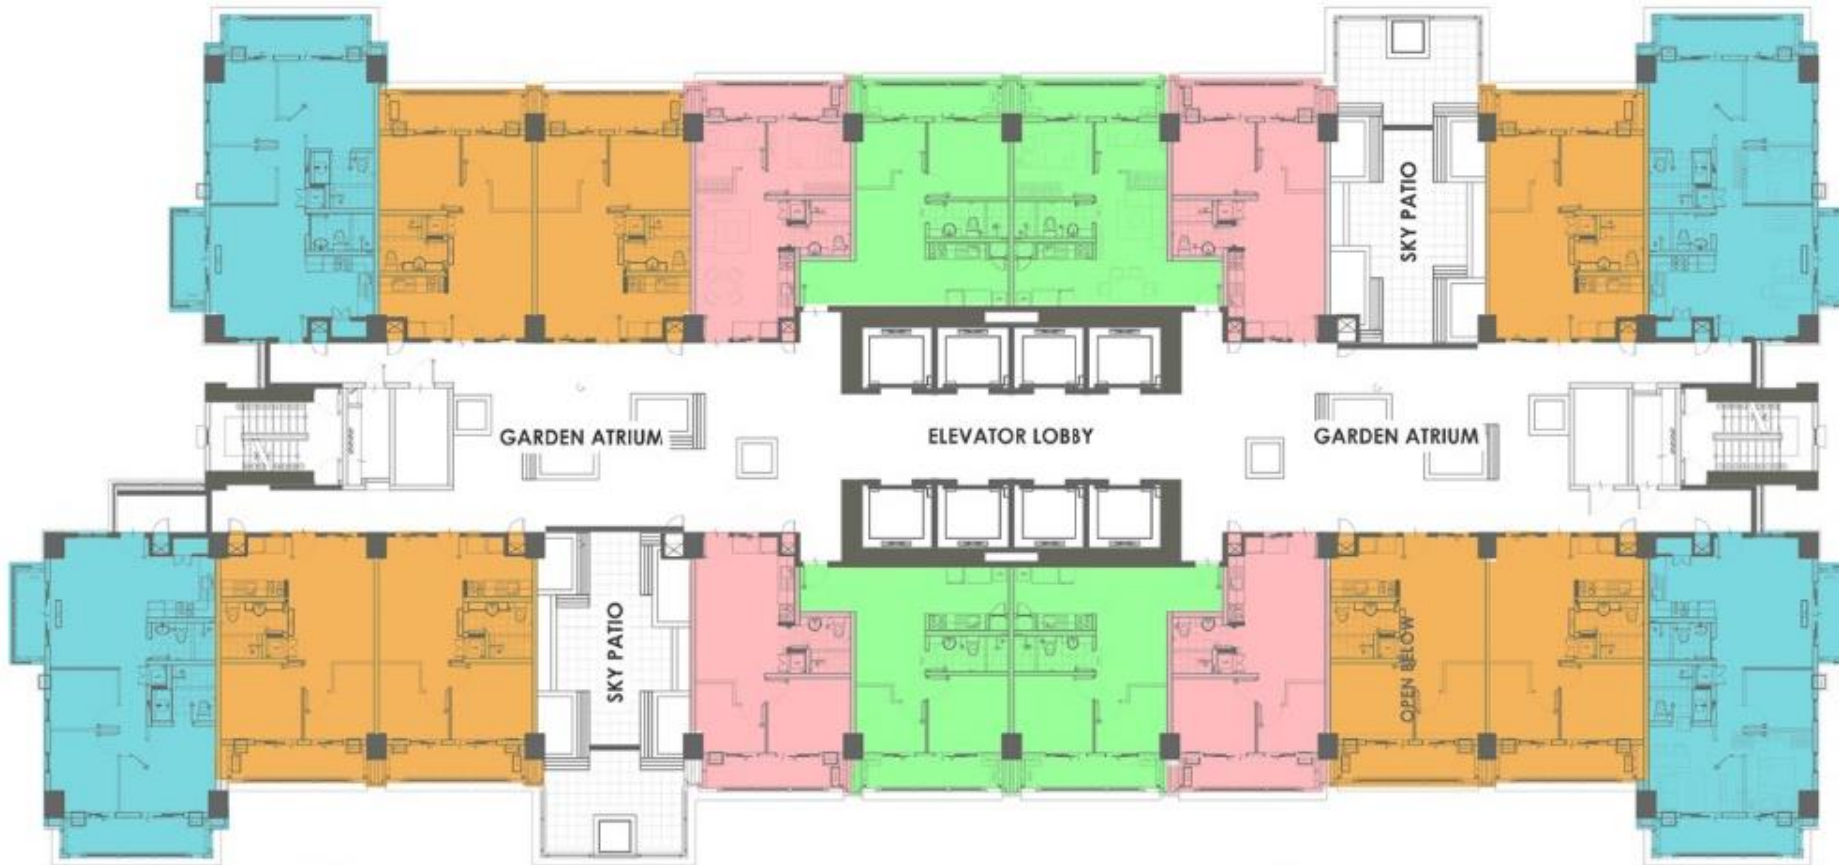 SKY PATIO
GARDEN ATRIUM
ELEVATOR LOBBY
GARDEN ATRIUM
SKY PATIO
OPEN BELOW